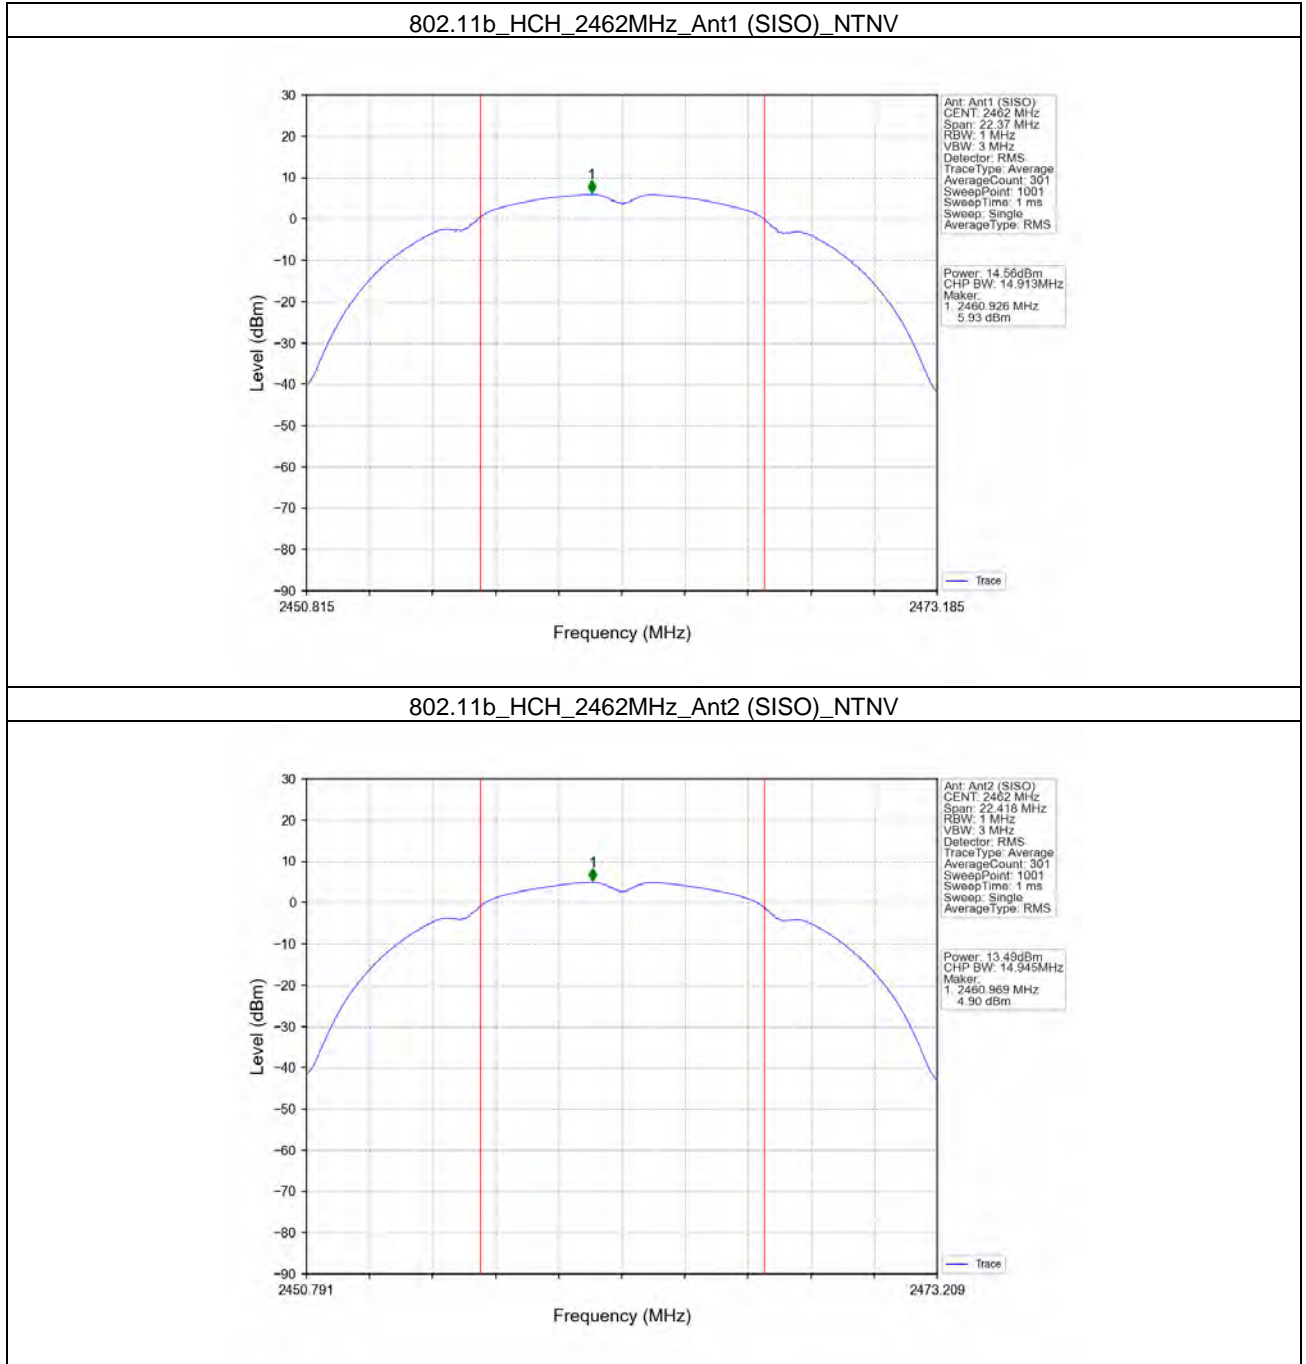 802.11b_HCH_2462MHz_Ant1 (SISO)_NTNV
30
20
10
0
−10
−20
−30
−40
−50
−60
−70
−80
−90
Level (dBm)
1
2450.815
2473.185
Frequency (MHz)
Ant: Ant1 (SISO)
CENT: 2462 MHz
Span: 22.37 MHz
RBW: 1 MHz
VBW: 3 MHz
Detector: RMS
TraceType: Average
AverageCount: 301
SweepPoint: 1001
SweepTime: 1 ms
Sweep: Single
AverageType: RMS
Power: 14.56dBm
CHP BW: 14.913MHz
Maker:
1. 2460.926 MHz
5.93 dBm
Trace
802.11b_HCH_2462MHz_Ant2 (SISO)_NTNV
30
20
10
0
−10
−20
−30
−40
−50
−60
−70
−80
−90
Level (dBm)
1
2450.791
2473.209
Frequency (MHz)
Ant: Ant2 (SISO)
CENT: 2462 MHz
Span: 22.418 MHz
RBW: 1 MHz
VBW: 3 MHz
Detector: RMS
TraceType: Average
AverageCount: 301
SweepPoint: 1001
SweepTime: 1 ms
Sweep: Single
AverageType: RMS
Power: 13.49dBm
CHP BW: 14.945MHz
Maker:
1. 2460.969 MHz
4.90 dBm
Trace